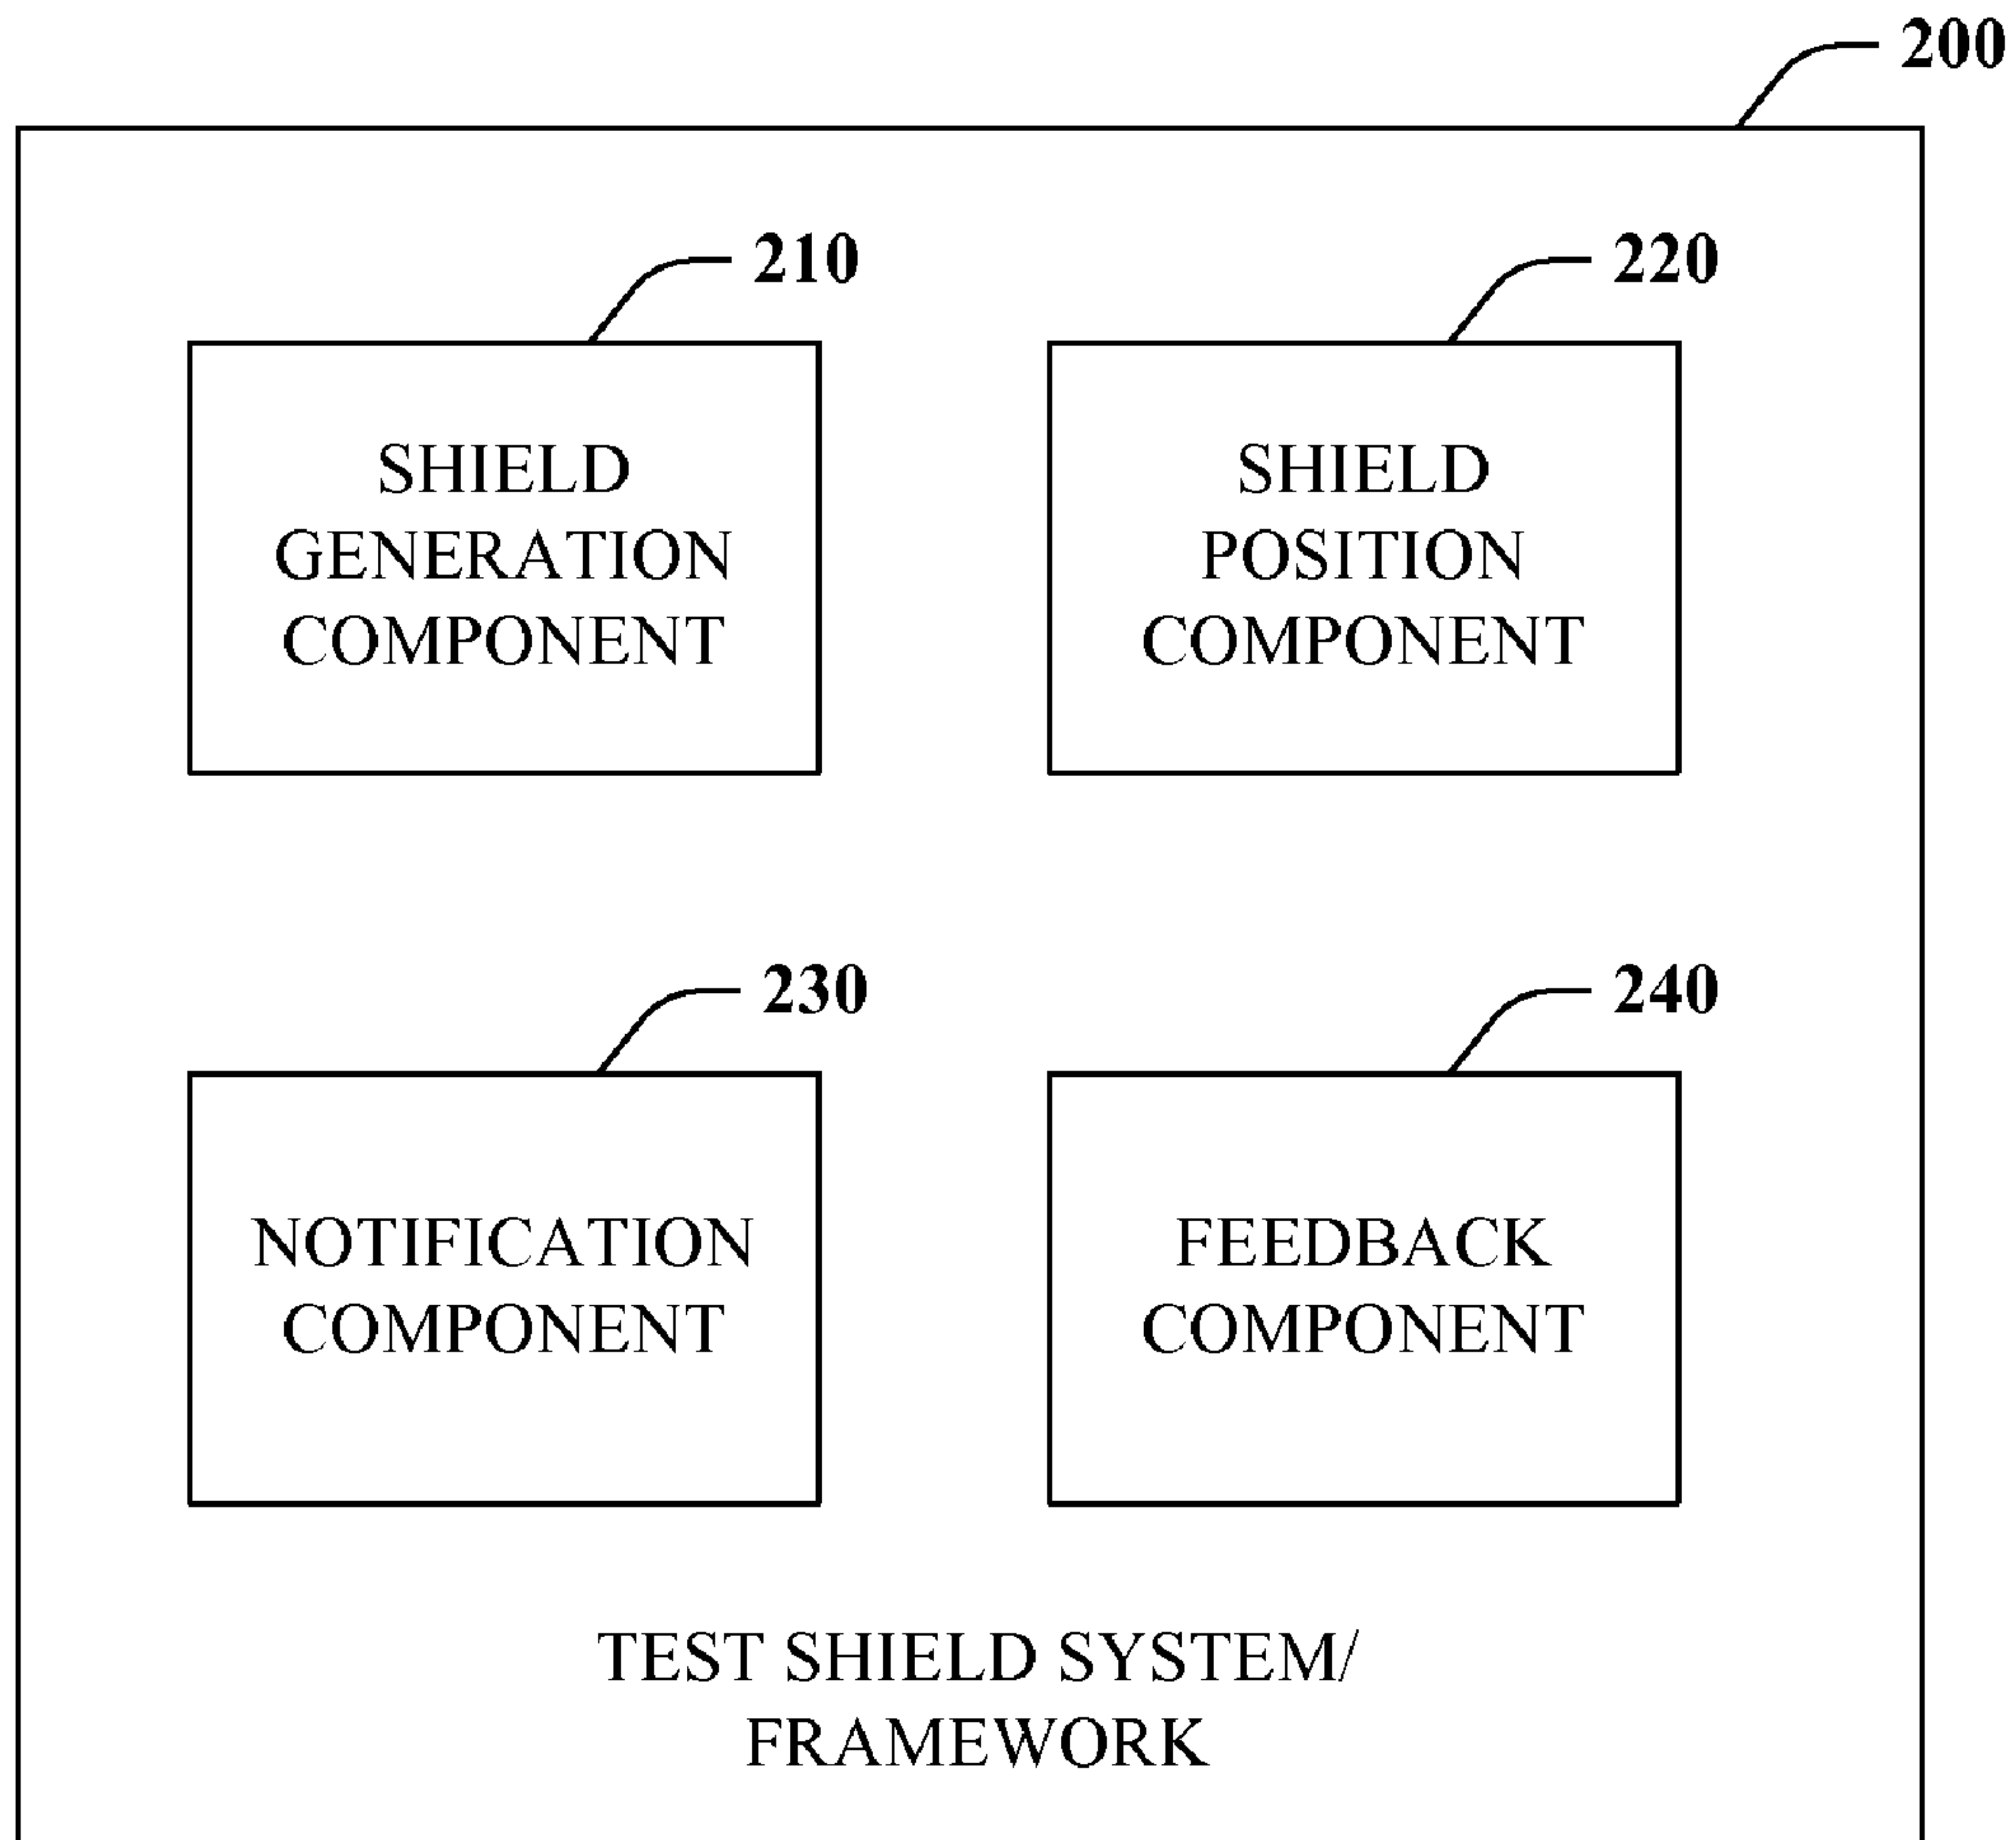 200
210
220
SHIELD
GENERATION
COMPONENT
SHIELD
POSITION
COMPONENT
230
240
NOTIFICATION
COMPONENT
FEEDBACK
COMPONENT
TEST SHIELD SYSTEM/
FRAMEWORK